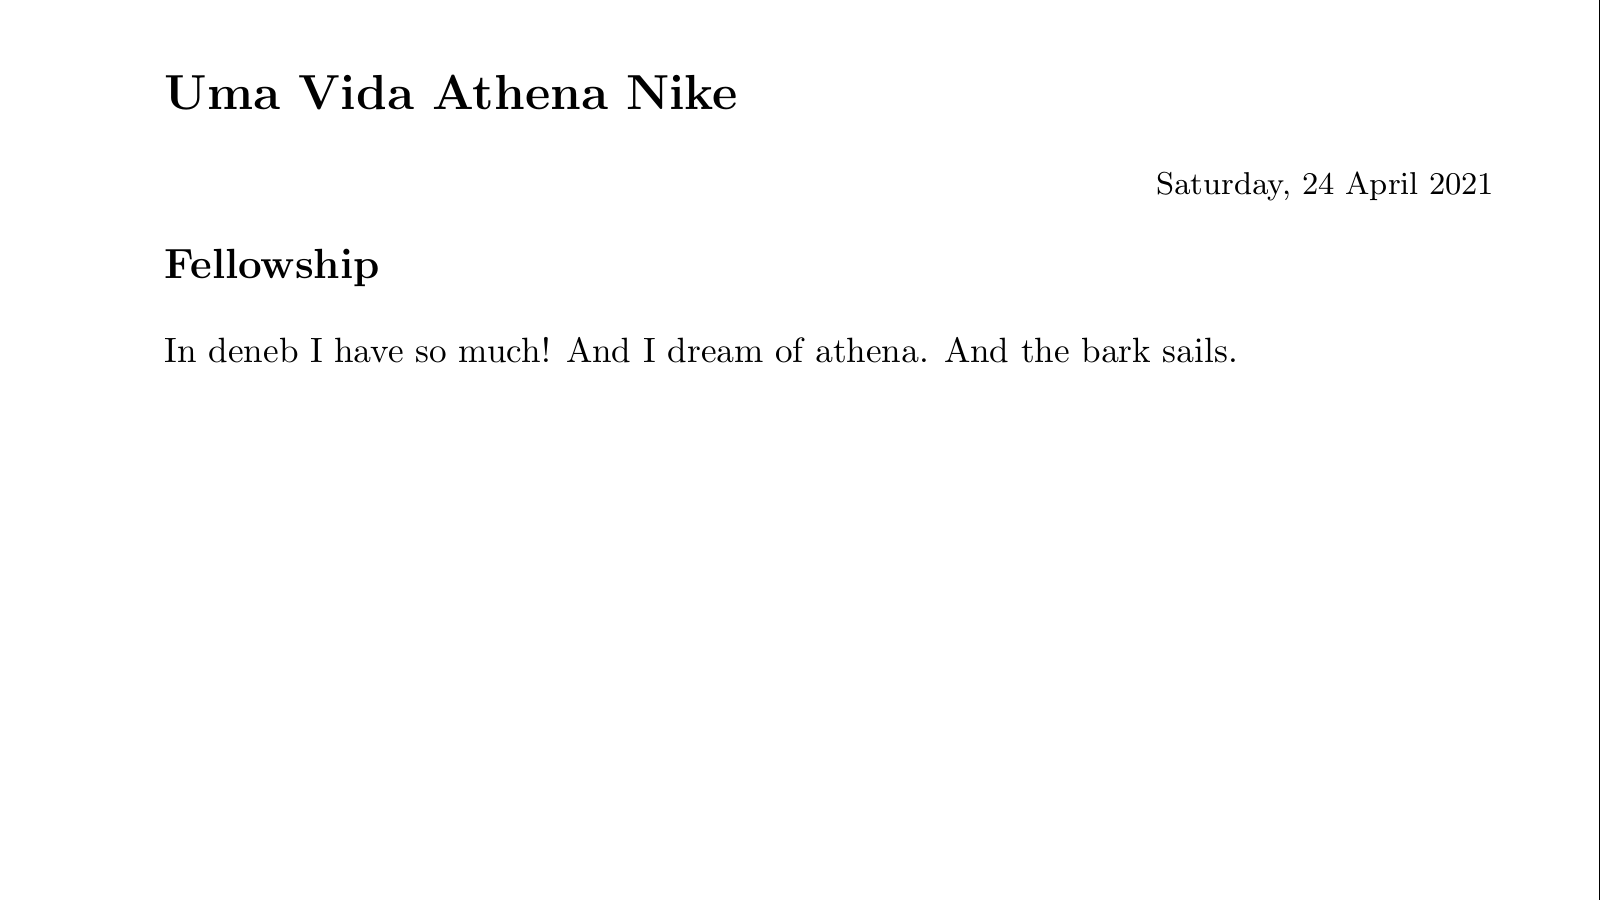 Uma Vida Athena Nike
Saturday, 24 April 2021
Fellowship
In deneb I have so much! And I dream of athena. And the bark sails.